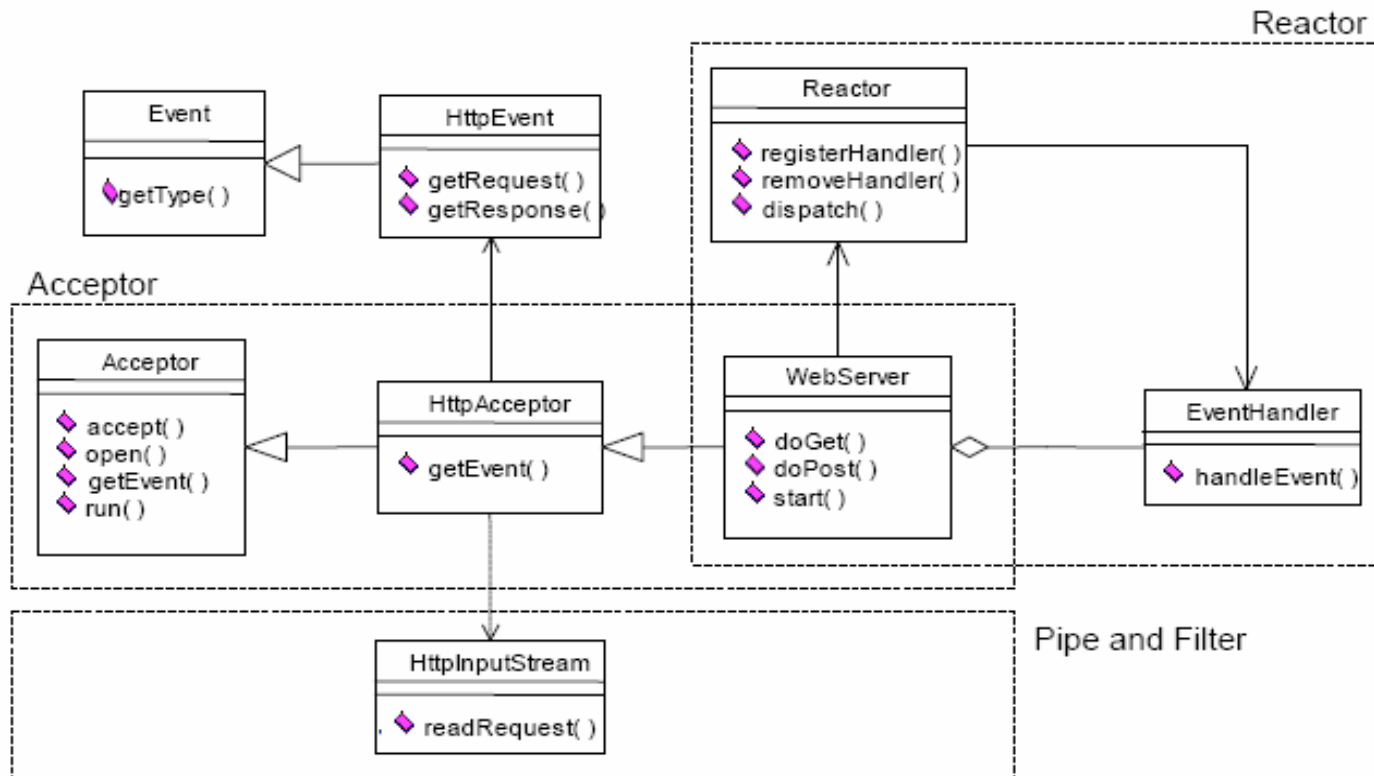 Reactor
Event
getType( )
HttpEvent
getRequest( )
getResponse( )
Reactor
registerHandler( )
removeHandler( )
dispatch( )
Acceptor
Acceptor
accept( )
open( )
getEvent( )
run( )
HttpAcceptor
getEvent( )
WebServer
doGet( )
doPost( )
start( )
EventHandler
handleEvent( )
Pipe and Filter
HttpInputStream
readRequest( )